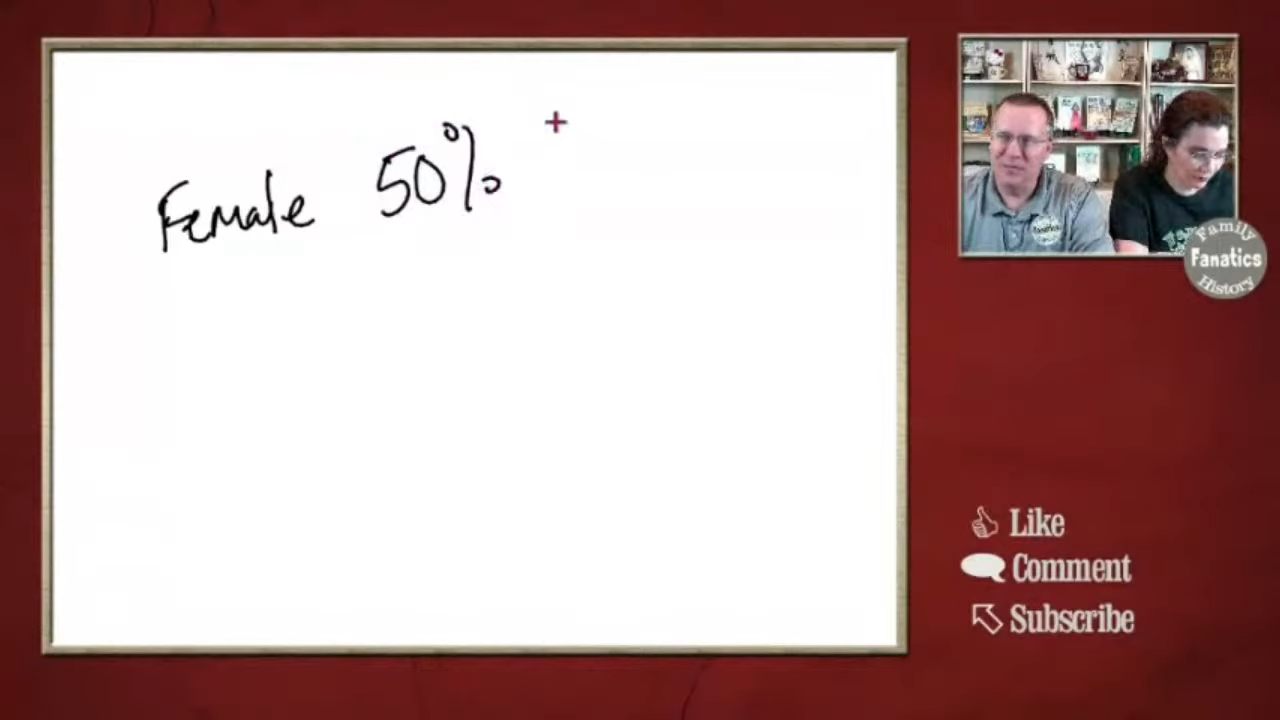 Female 50%
Family
Fanatics
History
Like
Comment
Subscribe